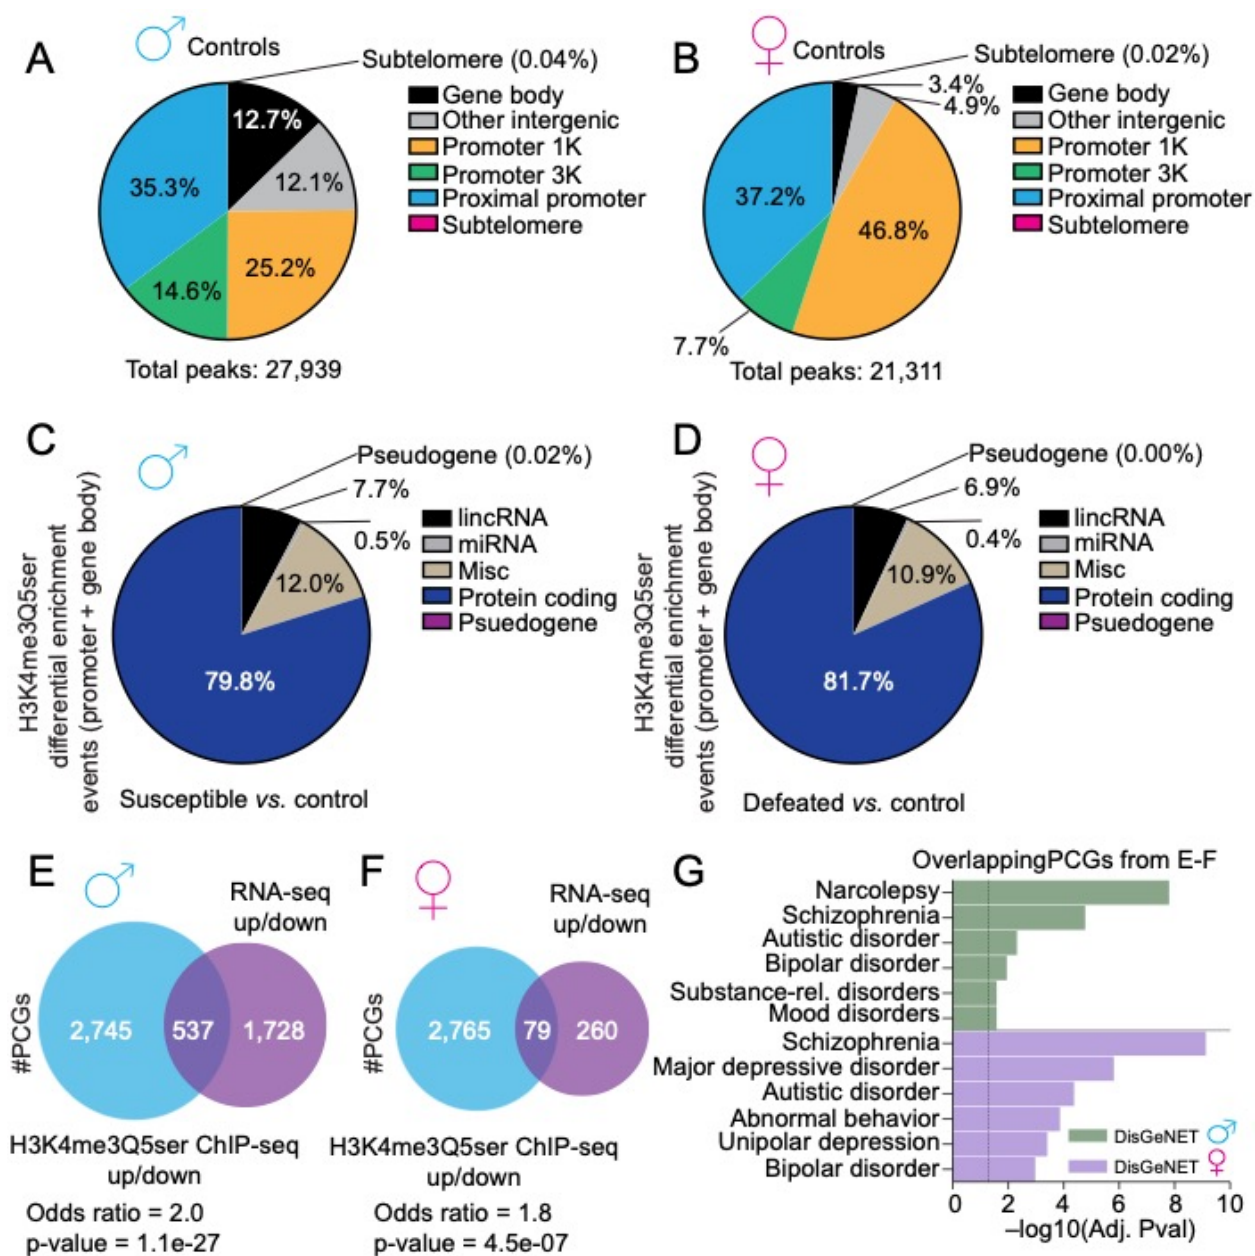 A
Controls
Subtelomere (0.04%)
12.7%
12.1%
25.2%
14.6%
35.3%
Gene body
Other intergenic
Promoter 1K
Promoter 3K
Proximal promoter
Subtelomere
Total peaks: 27,939
B
Controls
Subtelomere (0.02%)
3.4%
4.9%
46.8%
7.7%
37.2%
Gene body
Other intergenic
Promoter 1K
Promoter 3K
Proximal promoter
Subtelomere
Total peaks: 21,311
C
H3K4me3Q5ser
differential enrichment
events (promoter + gene body)
Pseudogene (0.02%)
7.7%
0.5%
12.0%
79.8%
lincRNA
miRNA
Misc
Protein coding
Psuedogene
Susceptible vs. control
D
H3K4me3Q5ser
differential enrichment
events (promoter + gene body)
Pseudogene (0.00%)
6.9%
0.4%
10.9%
81.7%
lincRNA
miRNA
Misc
Protein coding
Psuedogene
Defeated vs. control
E
RNA-seq
up/down
#PCGs
2,745
537
1,728
H3K4me3Q5ser ChIP-seq
up/down
Odds ratio = 2.0
p-value = 1.1e-27
F
RNA-seq
up/down
#PCGs
2,765
79
260
H3K4me3Q5ser ChIP-seq
up/down
Odds ratio = 1.8
p-value = 4.5e-07
G
OverlappingPCGs from E-F
Narcolepsy
Schizophrenia
Autistic disorder
Bipolar disorder
Substance-rel. disorders
Mood disorders
Schizophrenia
Major depressive disorder
Autistic disorder
Abnormal behavior
Unipolar depression
Bipolar disorder
DisGeNET
DisGeNET
0 2 4 6 8 10
–log10(Adj. Pval)